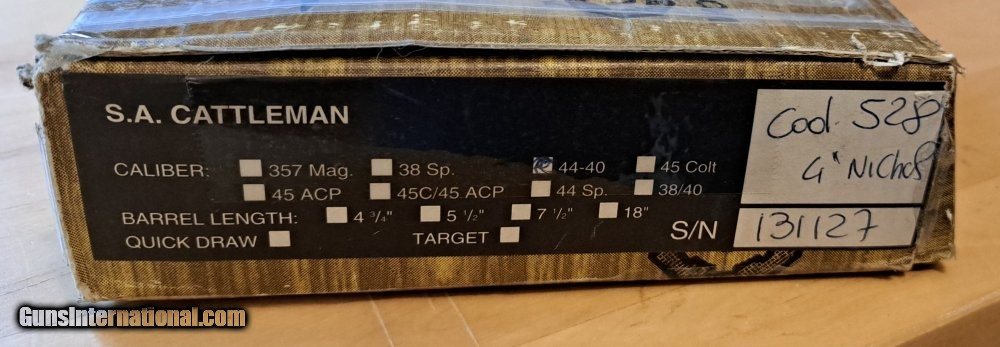 S.A. CATTLEMAN
CALIBER: 357 Mag. 38 Sp. 44-40 45 Colt
45 ACP 45C/45 ACP 44 Sp. 38/40
BARREL LENGTH: 4 3/4" 5 1/2" 7 1/2" 18"
QUICK DRAW TARGET
Cod. 528
4" NICHOLS
S/N 131127
GunsInternational.com